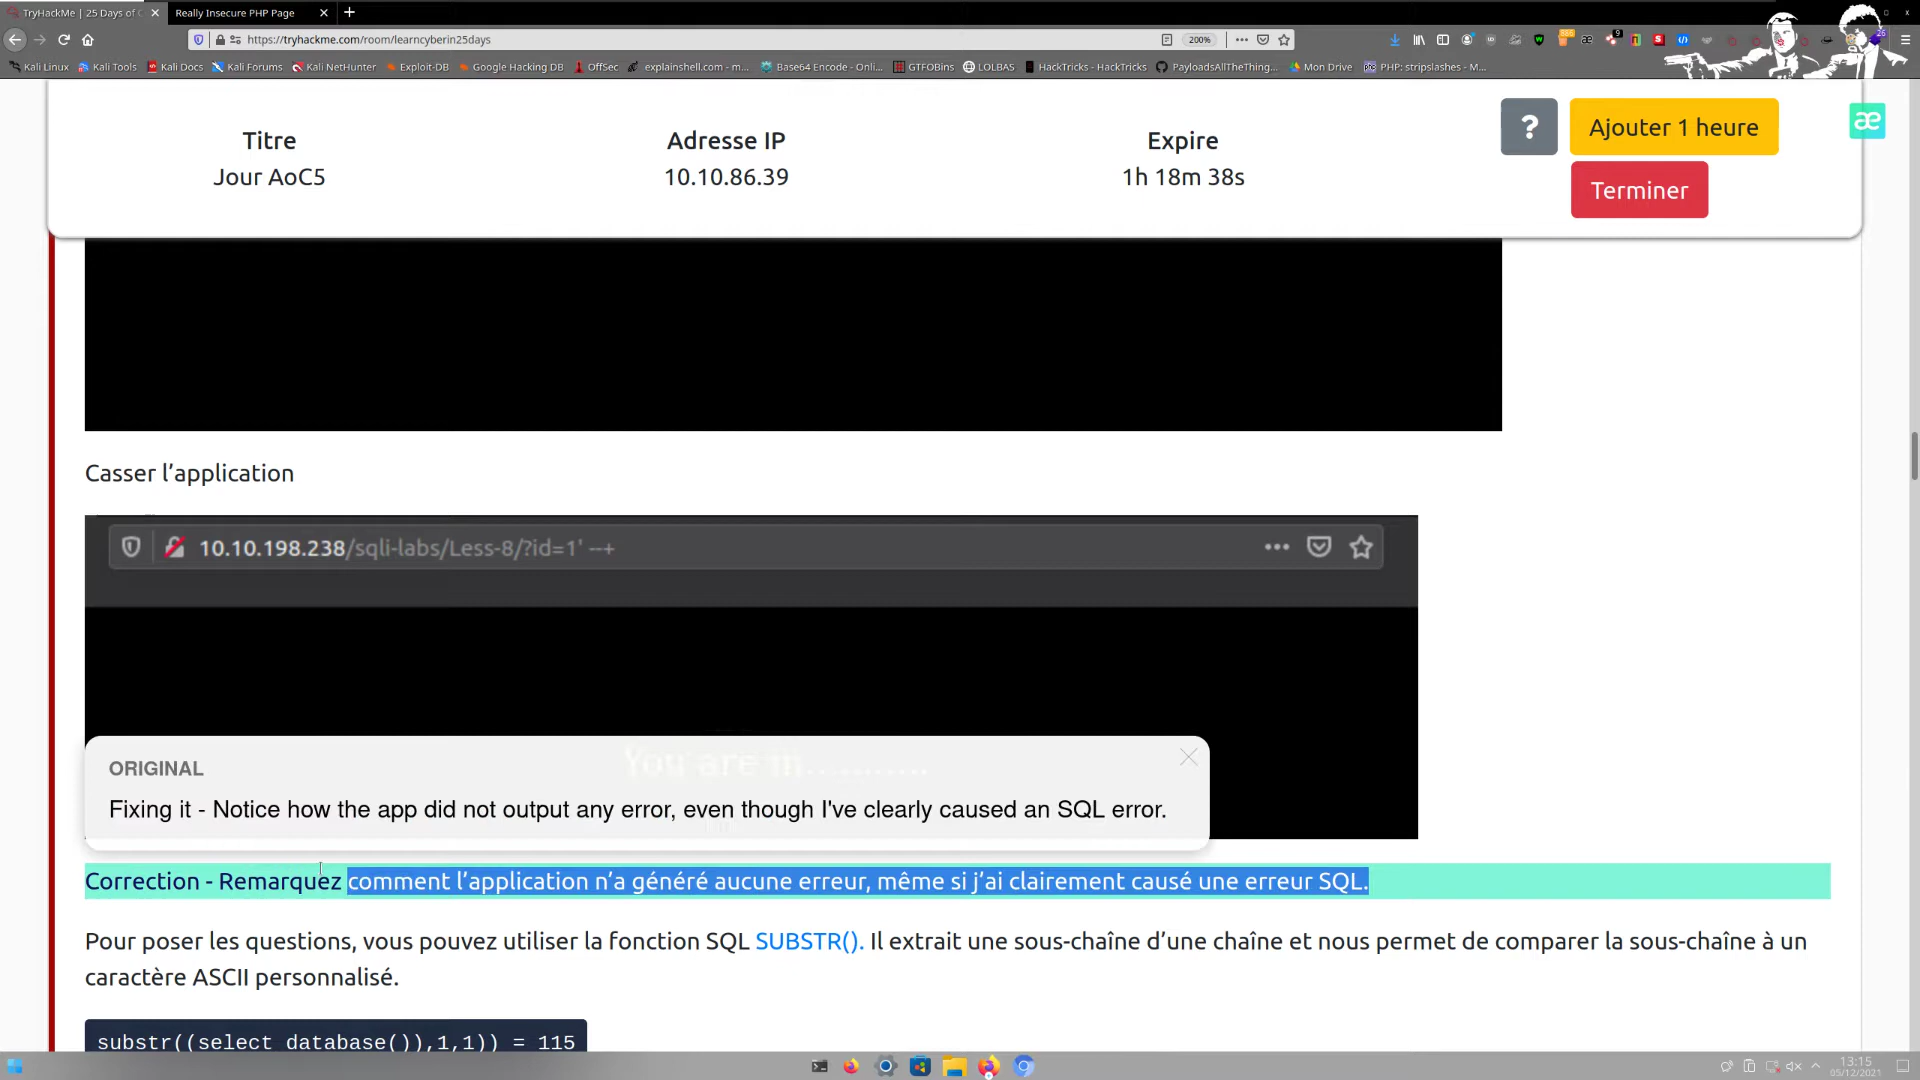 TryHackMe | 25 Days of
Really Insecure PHP Page
https://tryhackme.com/room/learncyberin25days
200%
Kali Linux
Kali Tools
Kali Docs
Kali Forums
Kali NetHunter
Exploit-DB
Google Hacking DB
OffSec
explainshell.com - m...
Base64 Encode - Onli...
GTFOBins
LOLBAS
HackTricks - HackTricks
PayloadsAllTheThing...
Mon Drive
PHP: stripslashes - M...
Titre
Jour AoC5
Adresse IP
10.10.86.39
Expire
1h 18m 38s
?
Ajouter 1 heure
Terminer
æ
Casser l’application
10.10.198.238/sqli-labs/Less-8/?id=1' --+
You are in...........
ORIGINAL
Fixing it - Notice how the app did not output any error, even though I've clearly caused an SQL error.
Correction - Remarquez comment l’application n’a généré aucune erreur, même si j’ai clairement causé une erreur SQL.
Pour poser les questions, vous pouvez utiliser la fonction SQL SUBSTR(). Il extrait une sous-chaîne d’une chaîne et nous permet de comparer la sous-chaîne à un
caractère ASCII personnalisé.
substr((select database()),1,1)) = 115
13:15
05/12/2021